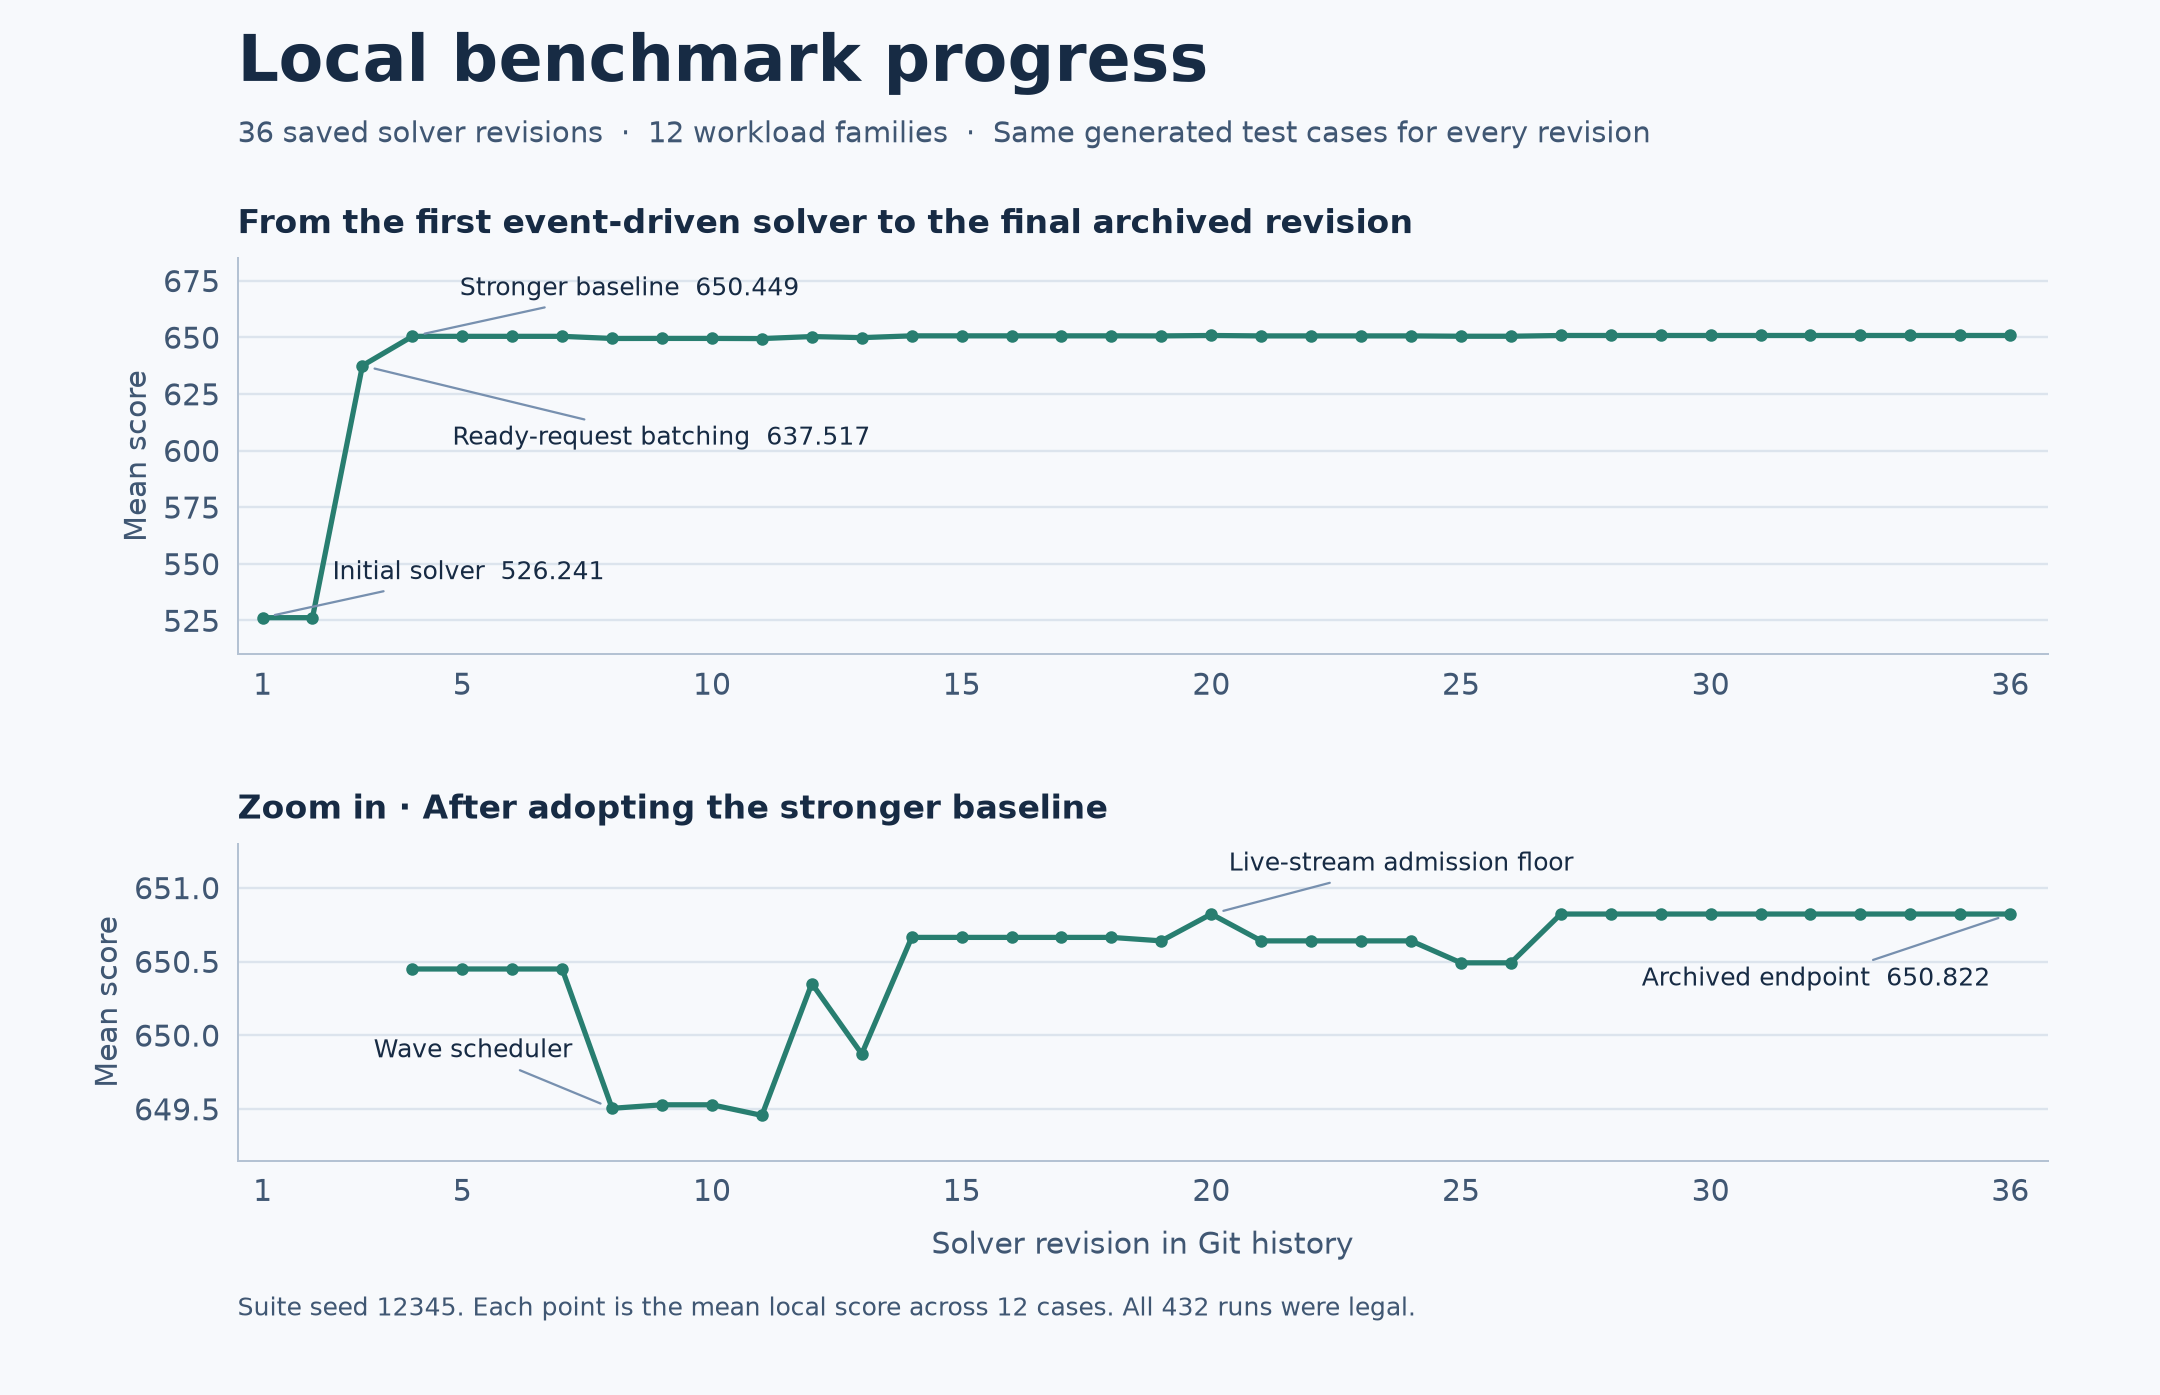 Local benchmark progress
36 saved solver revisions · 12 workload families · Same generated test cases for every revision
From the first event-driven solver to the final archived revision
Mean score
675
650
625
600
575
550
525
Stronger baseline 650.449
Ready-request batching 637.517
Initial solver 526.241
1 5 10 15 20 25 30 36
Zoom in · After adopting the stronger baseline
Mean score
651.0
650.5
650.0
649.5
Live-stream admission floor
Archived endpoint 650.822
Wave scheduler
1 5 10 15 20 25 30 36
Solver revision in Git history
Suite seed 12345. Each point is the mean local score across 12 cases. All 432 runs were legal.